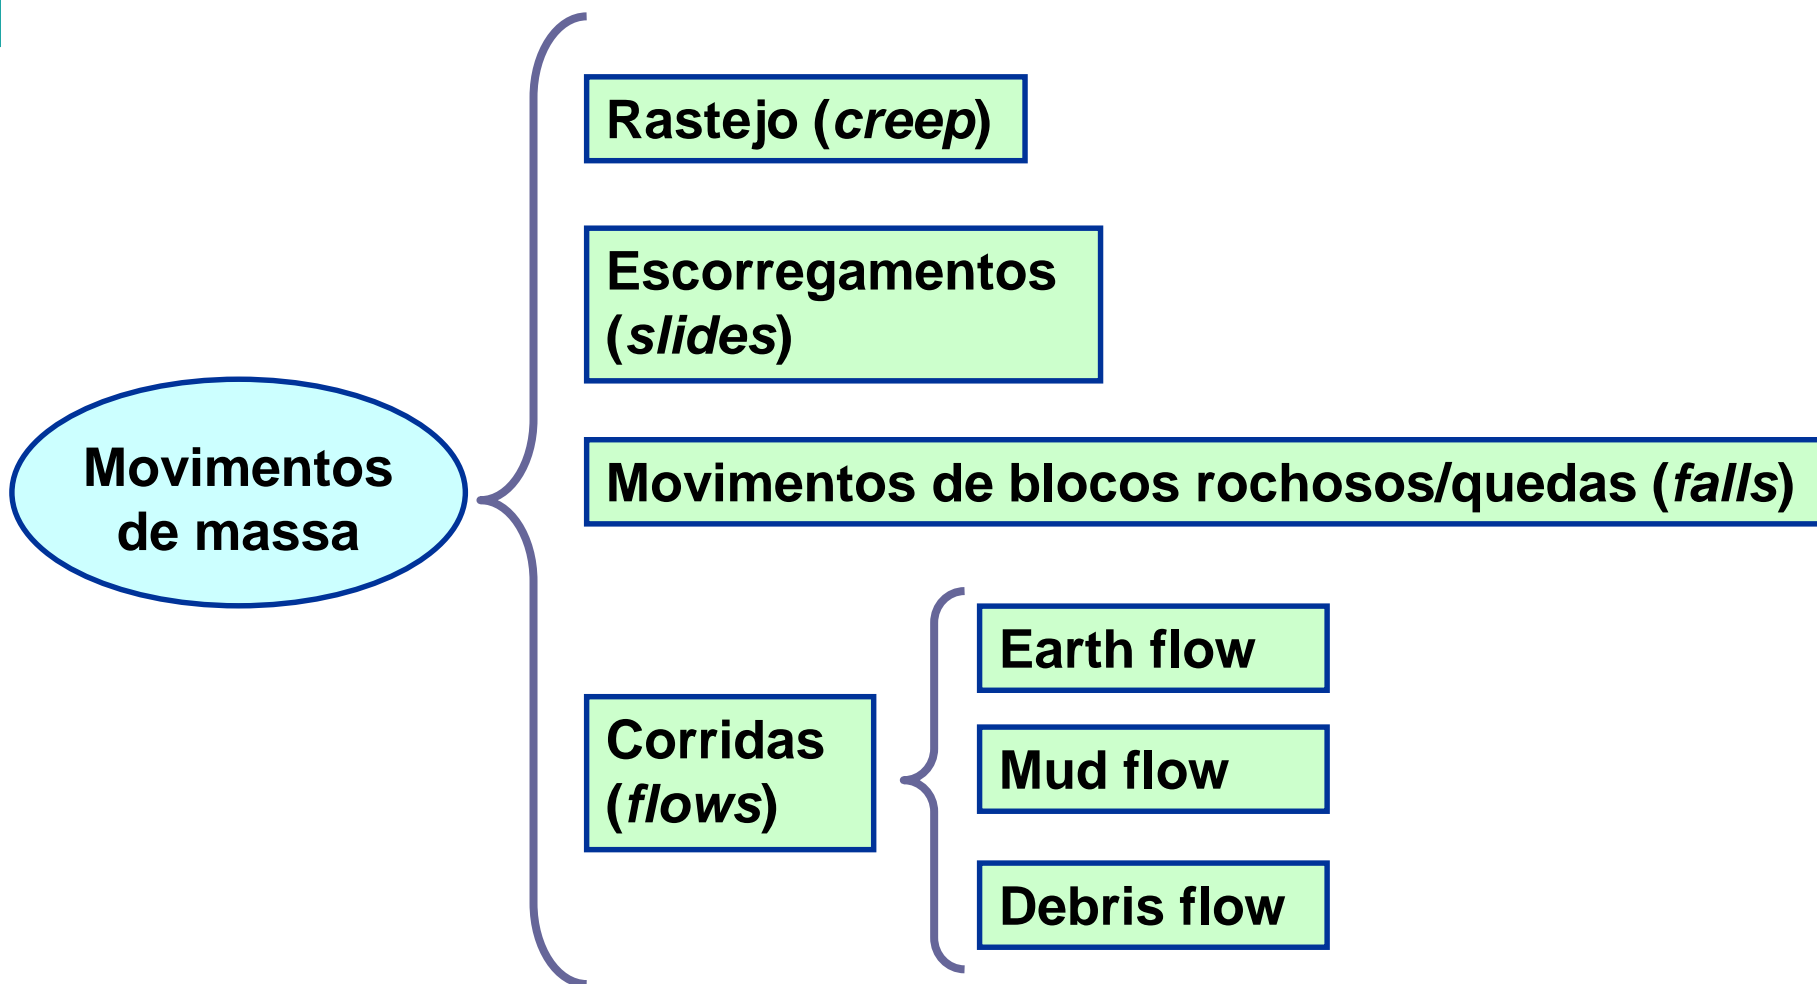 Rastejo (creep)
Escorregamentos
(slides)
Movimentos
de massa
Movimentos de blocos rochosos/quedas (falls)
Corridas
(flows)
Earth flow
Mud flow
Debris flow